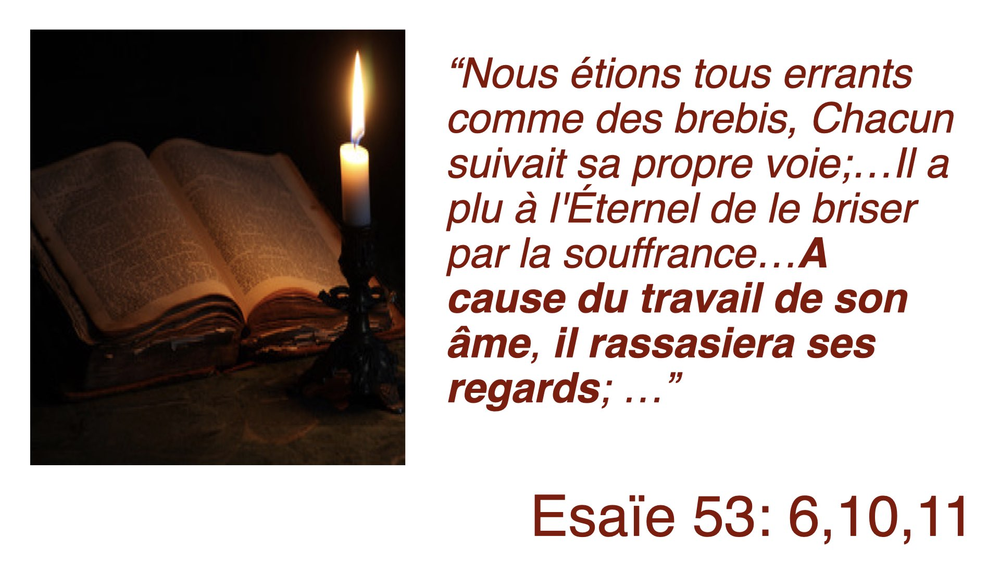 “Nous étions tous errants
comme des brebis, Chacun
suivait sa propre voie;…Il a
plu à l'Éternel de le briser
par la souffrance…A
cause du travail de son
âme, il rassasiera ses
regards; …”
Esaïe 53: 6,10,11